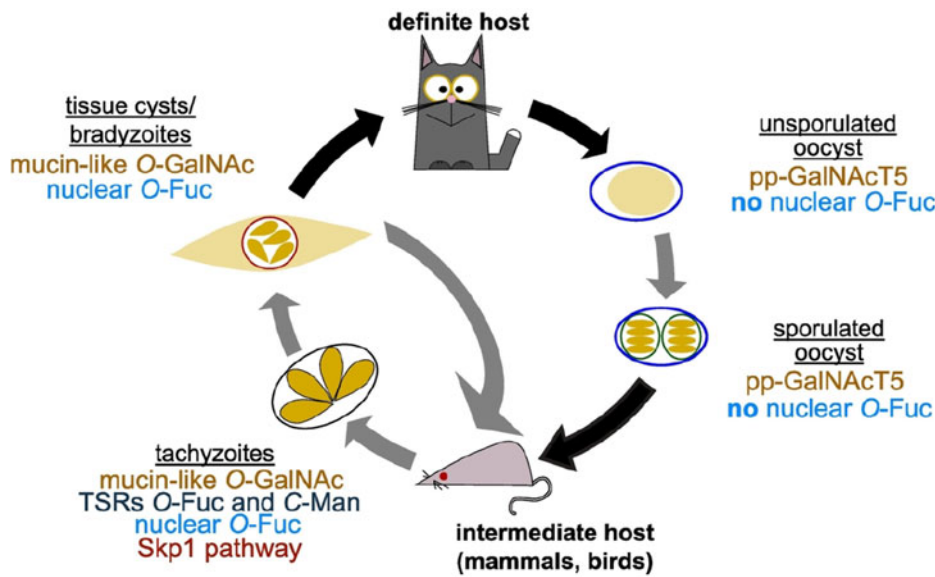 definite host
tissue cysts/
bradyzoites
mucin-like O-GalNAc
nuclear O-Fuc
unsporulated
oocyst
pp-GalNAcT5
no nuclear O-Fuc
sporulated
oocyst
pp-GalNAcT5
no nuclear O-Fuc
tachyzoites
mucin-like O-GalNAc
TSRs O-Fuc and C-Man
nuclear O-Fuc
Skp1 pathway
intermediate host
(mammals, birds)